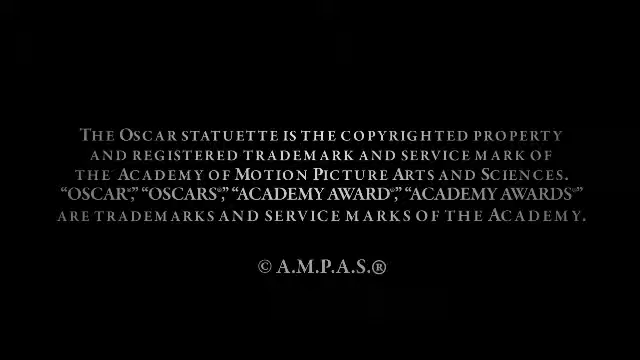 The Oscar statuette is the copyrighted property
and registered trademark and service mark of
the Academy of Motion Picture Arts and Sciences.
“OSCAR®,” “OSCARS®,” “ACADEMY AWARD®,” “ACADEMY AWARDS®”
are trademarks and service marks of the Academy.
© A.M.P.A.S.®